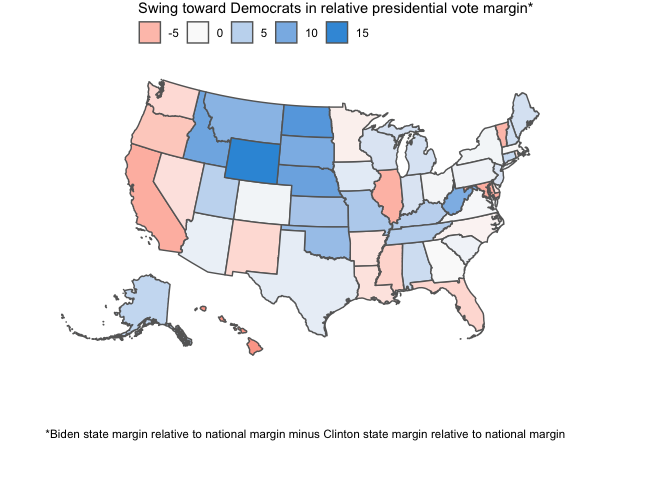 Swing toward Democrats in relative presidential vote margin*
-5 0 5 10 15
*Biden state margin relative to national margin minus Clinton state margin relative to national margin